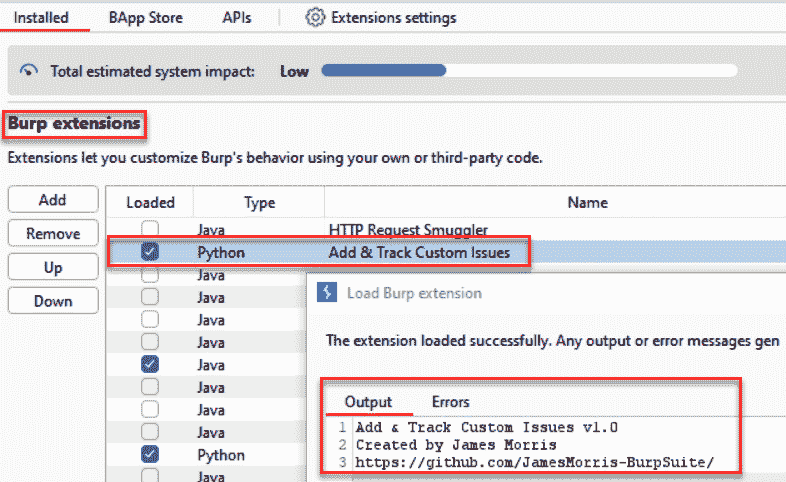 Installed BApp Store APIs Extensions settings
Total estimated system impact: Low
Burp extensions
Extensions let you customize Burp's behavior using your own or third-party code.
Add
Remove
Up
Down
Loaded Type Name
Java HTTP Request Smuggler
Python Add & Track Custom Issues
Java
Java
Java
Java
Java
Java
Java
Java
Python
Java
Load Burp extension
The extension loaded successfully. Any output or error messages gen
Output Errors
1 Add & Track Custom Issues v1.0
2 Created by James Morris
3 https://github.com/JamesMorris-BurpSuite/